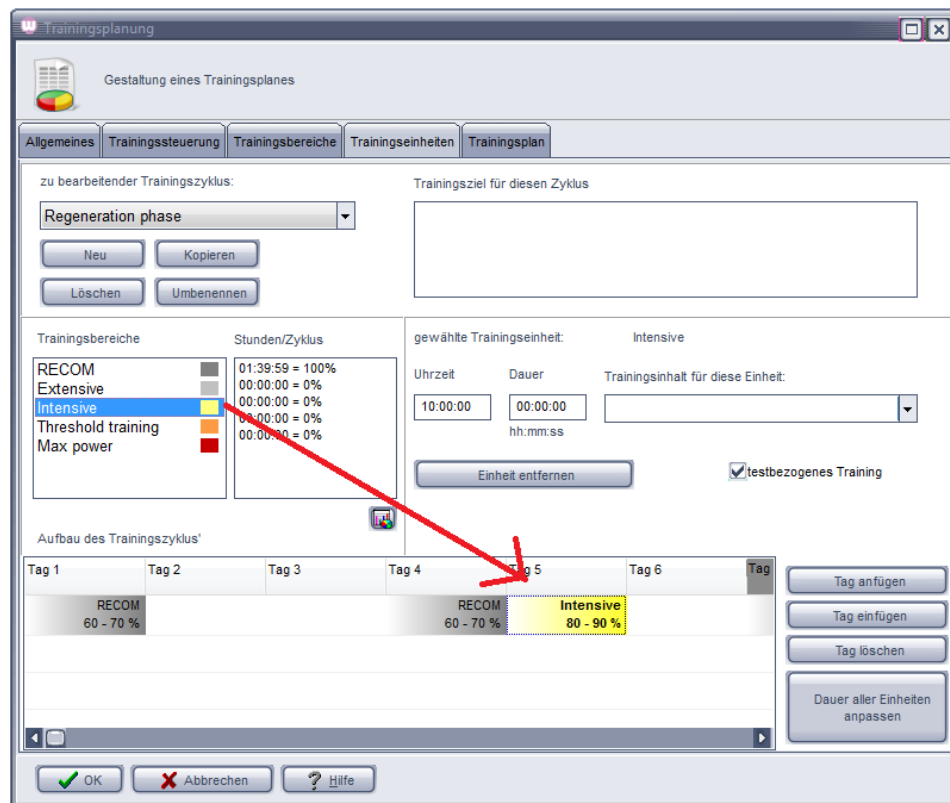 Trainingsplanung
Gestaltung eines Trainingsplanes
Allgemeines Trainingssteuerung Trainingsbereiche Trainingseinheiten Trainingsplan
zu bearbeitender Trainingszyklus:
Regeneration phase
Neu Kopieren
Löschen Umbenennen
Trainingsziel für diesen Zyklus
Trainingsbereiche
RECOM
Extensive
Intensive
Threshold training
Max power
Stunden/Zyklus
01:39:59 = 100%
00:00:00 = 0%
00:00:00 = 0%
00:00:00 = 0%
00:00:00 = 0%
gewählte Trainingseinheit: Intensive
Uhrzeit Dauer Trainingsinhalt für diese Einheit:
10:00:00 00:00:00
hh:mm:ss
Einheit entfernen testbezogenes Training
Aufbau des Trainingszyklus'
Tag 1 Tag 2 Tag 3 Tag 4 Tag 5 Tag 6 Tag
RECOM RECOM Intensive
60 - 70 % 60 - 70 % 80 - 90 %
Tag anfügen
Tag einfügen
Tag löschen
Dauer aller Einheiten
anpassen
OK Abbrechen Hilfe